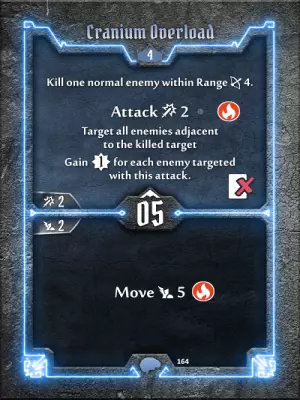 Cranium Overload
4
Kill one normal enemy within Range 4.
Attack 2
Target all enemies adjacent
to the killed target
Gain 1 for each enemy targeted
with this attack.
2
05
2
Move 5
164